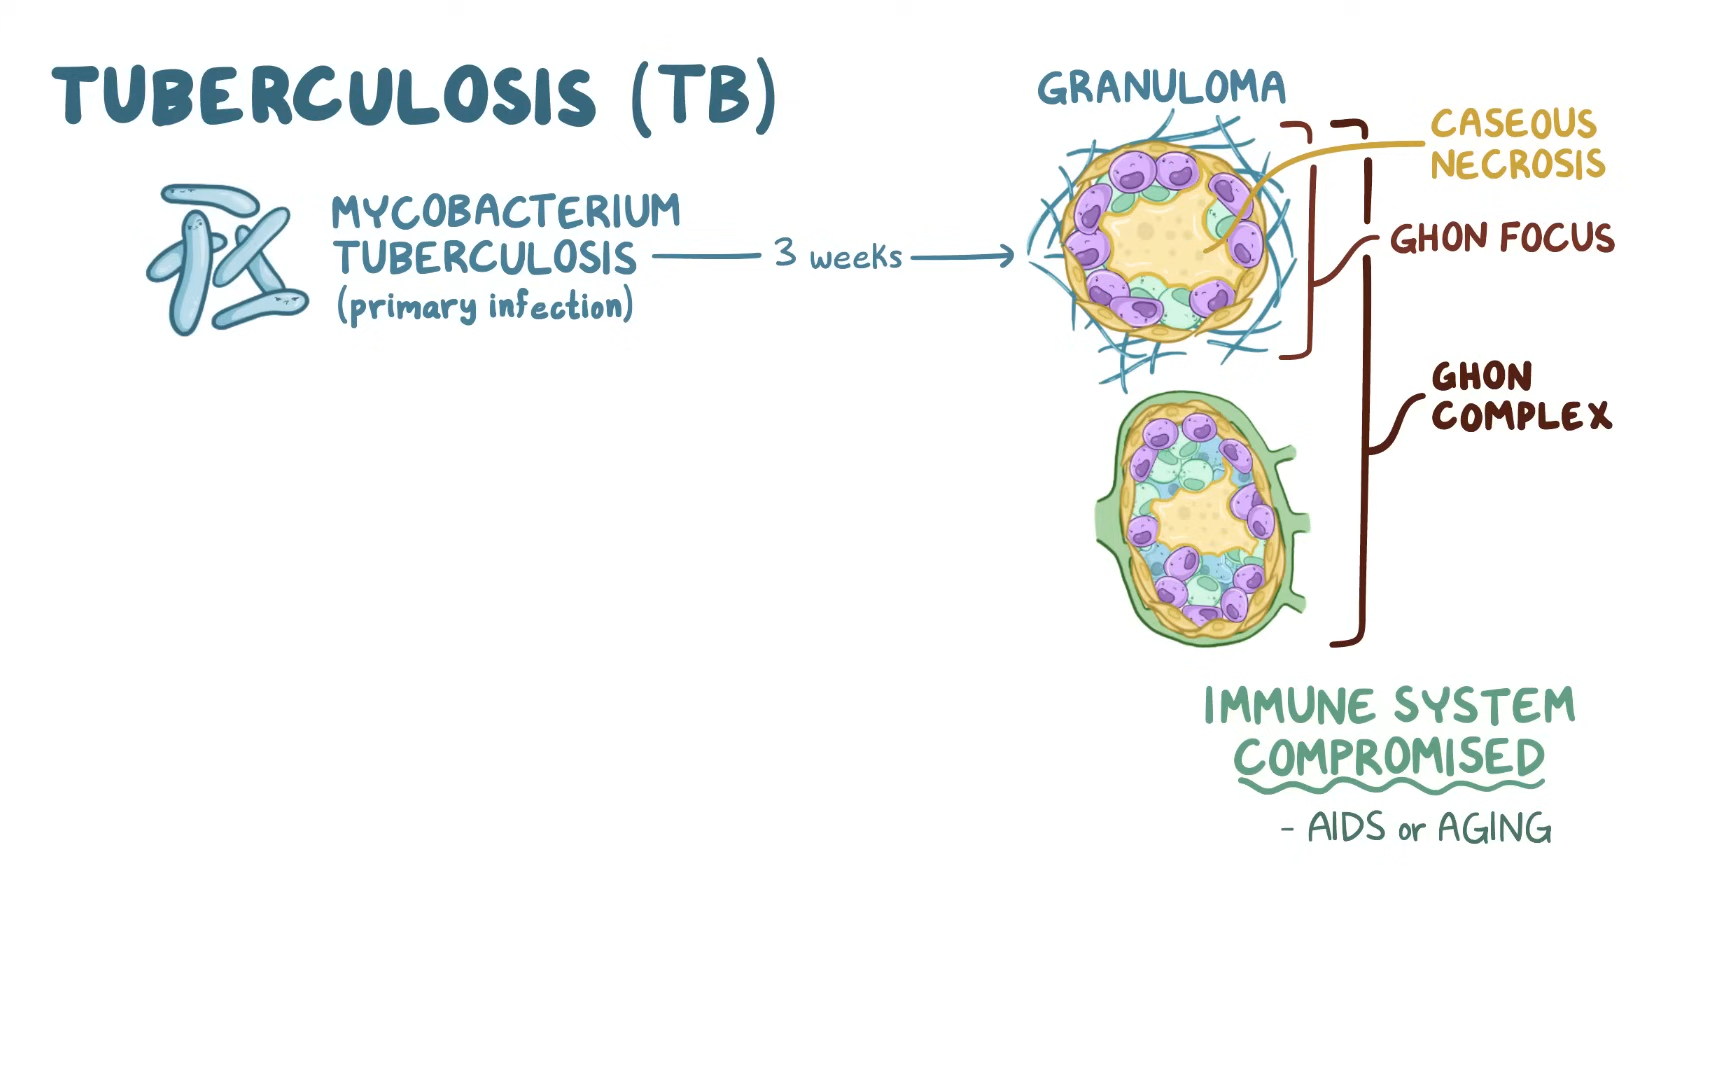 TUBERCULOSIS (TB)
MYCOBACTERIUM
TUBERCULOSIS
(primary infection)
3 weeks
GRANULOMA
CASEOUS
NECROSIS
GHON FOCUS
GHON
COMPLEX
IMMUNE SYSTEM
COMPROMISED
- AIDS or AGING